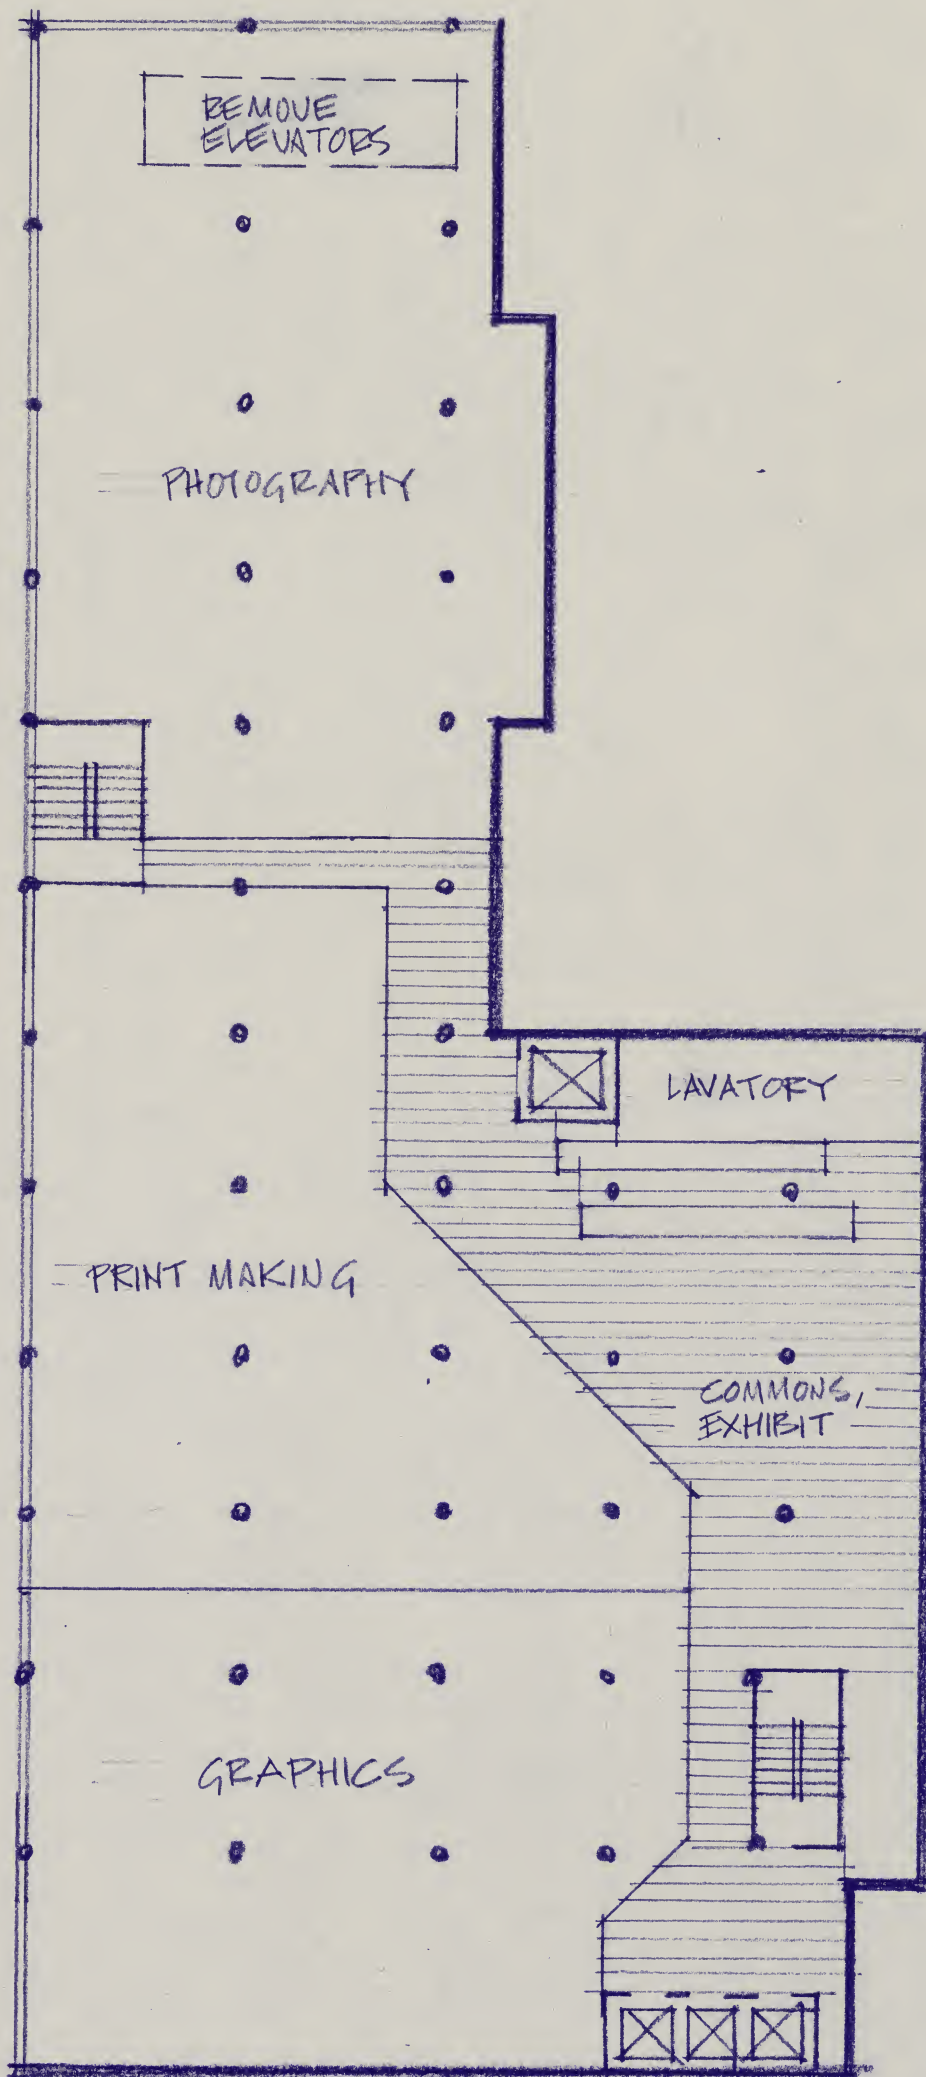 REMOVE
ELEVATORS
PHOTOGRAPHY
LAVATORY
PRINT MAKING
COMMONS,
EXHIBIT
GRAPHICS